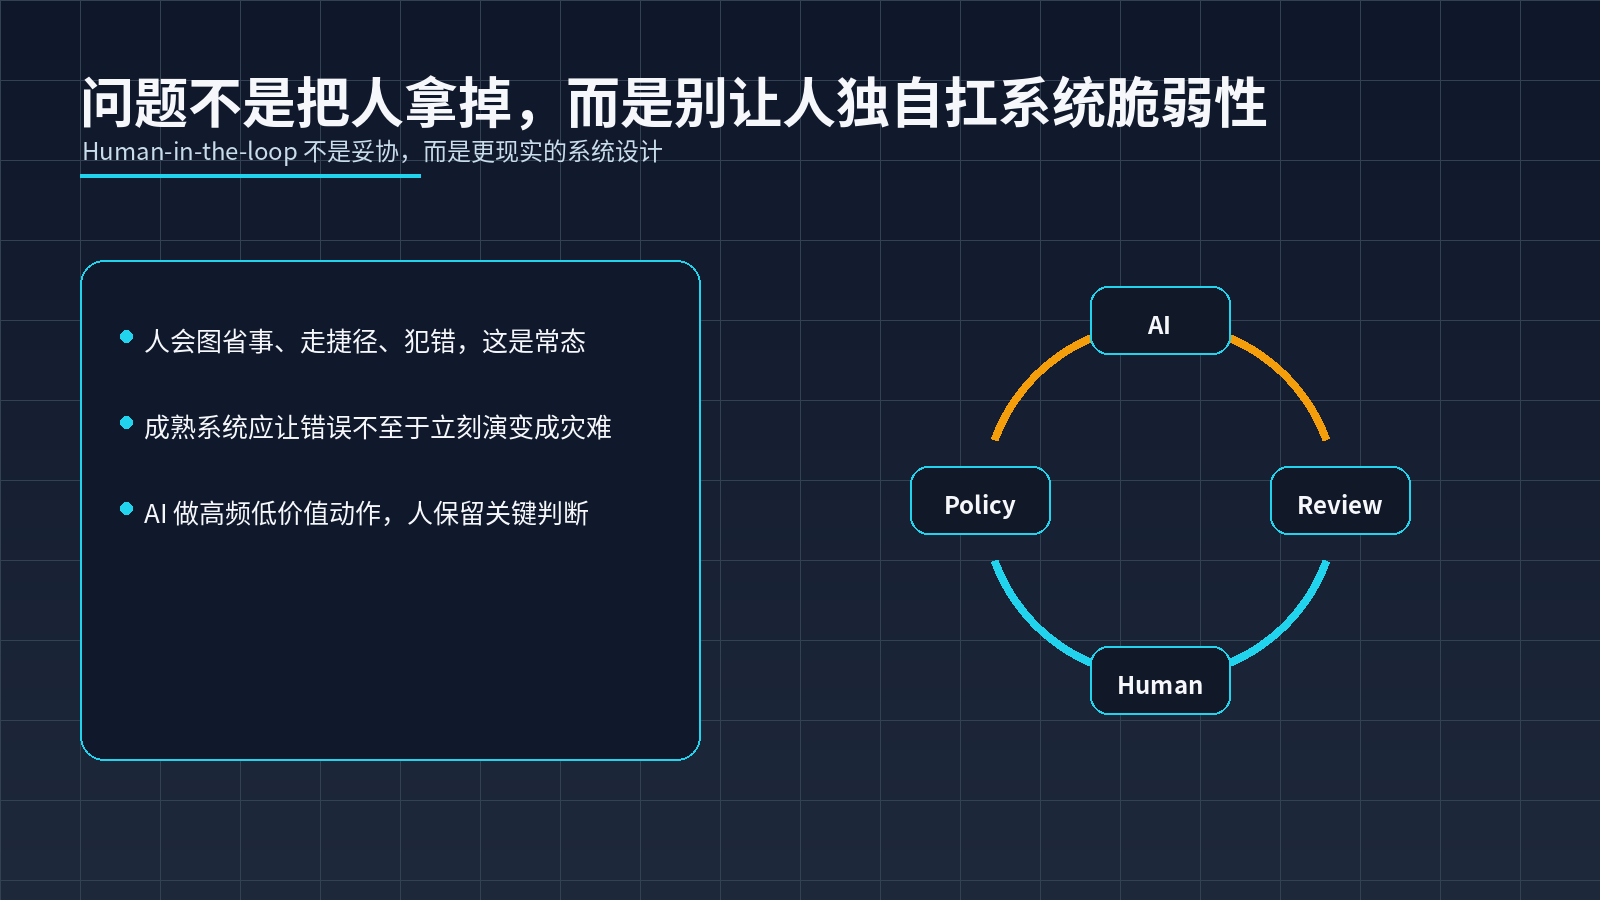 问题不是把人拿掉，而是别让人独自扛系统脆弱性
Human-in-the-loop 不是妥协，而是更现实的系统设计
人会图省事、走捷径、犯错，这是常态
成熟系统应让错误不至于立刻演变成灾难
AI 做高频低价值动作，人保留关键判断
AI
Policy
Review
Human